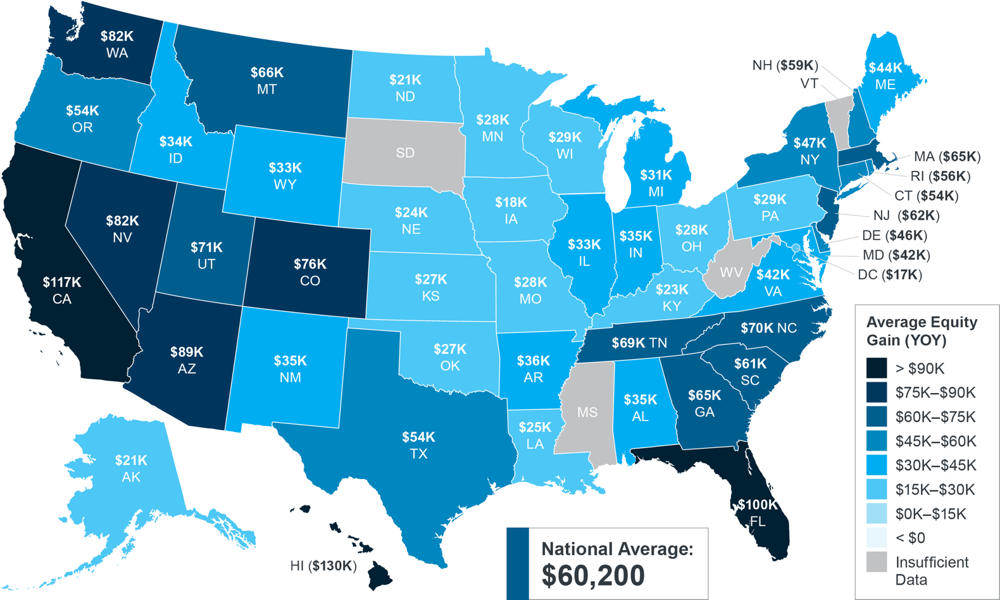 $82K
WA
$66K
MT
$21K
ND
NH ($59K)
VT
$44K
ME
$54K
OR
$34K
ID
$28K
MN
$29K
WI
$47K
NY
SD
$33K
WY
$31K
MI
MA ($65K)
RI ($56K)
CT ($54K)
$82K
NV
$24K
NE
$18K
IA
$29K
PA
NJ ($62K)
$71K
UT
$76K
CO
$33K
IL
$35K
IN
$28K
OH
DE ($46K)
MD ($42K)
DC ($17K)
$117K
CA
$27K
KS
$28K
MO
$23K
KY
WV
$42K
VA
$89K
AZ
$35K
NM
$27K
OK
$36K
AR
$69K TN
$70K NC
$61K
SC
$54K
TX
$25K
LA
MS
$35K
AL
$65K
GA
$21K
AK
HI ($130K)
$100K
FL
National Average:
$60,200
Average Equity
Gain (YOY)
> $90K
$75K–$90K
$60K–$75K
$45K–$60K
$30K–$45K
$15K–$30K
$0K–$15K
< $0
Insufficient
Data